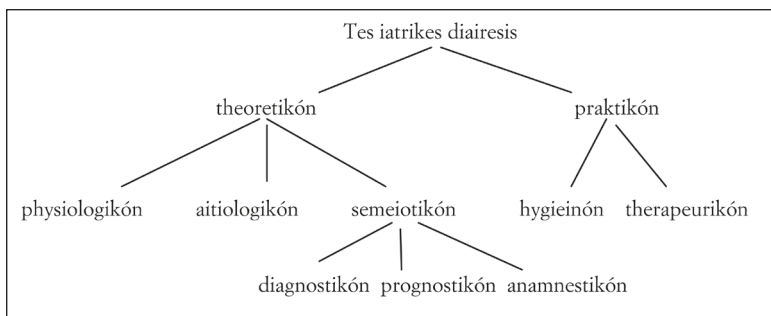 Tes iatrikes diairesis
theoretikón praktikón
physiologikón aitiologikón semeiotikón hygieinón therapeurikón
diagnostikón prognostikón anamnestikón